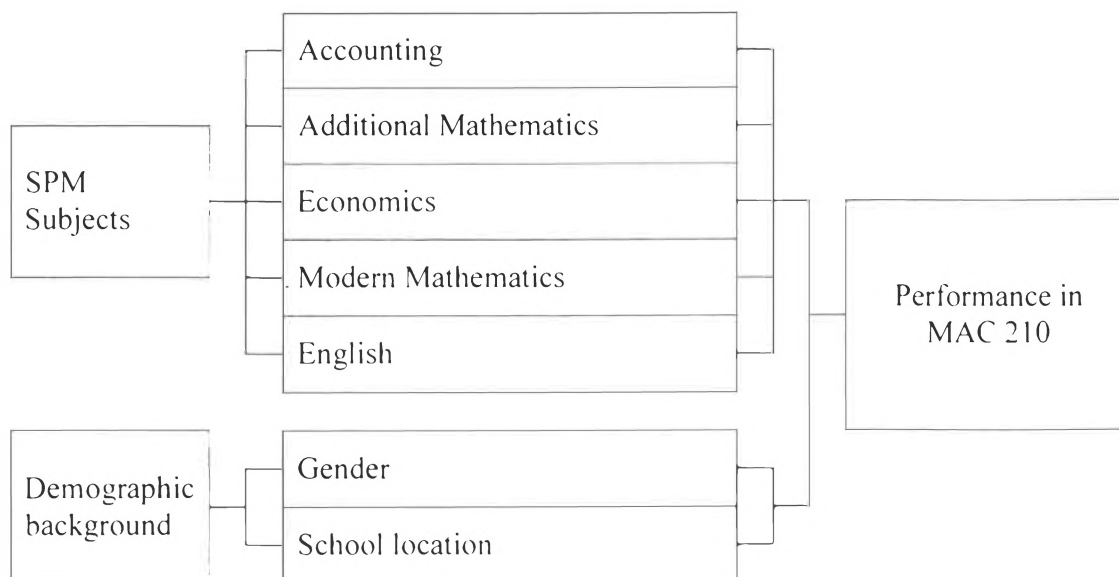 SPM
Subjects
Accounting
Additional Mathematics
Economics
Modern Mathematics
English
Demographic
background
Gender
School location
Performance in
MAC 210